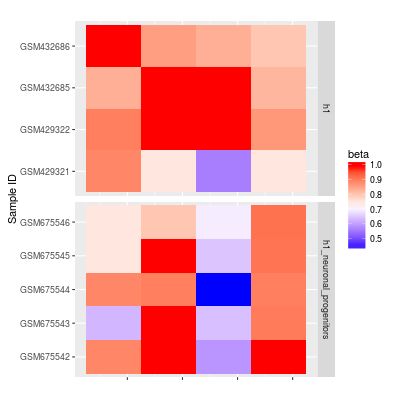 GSM432686
GSM432685
GSM429322
GSM429321
h1
GSM675546
GSM675545
GSM675544
GSM675543
GSM675542
h1_neuronal_progenitors
Sample ID
beta
1.0
0.9
0.8
0.7
0.6
0.5